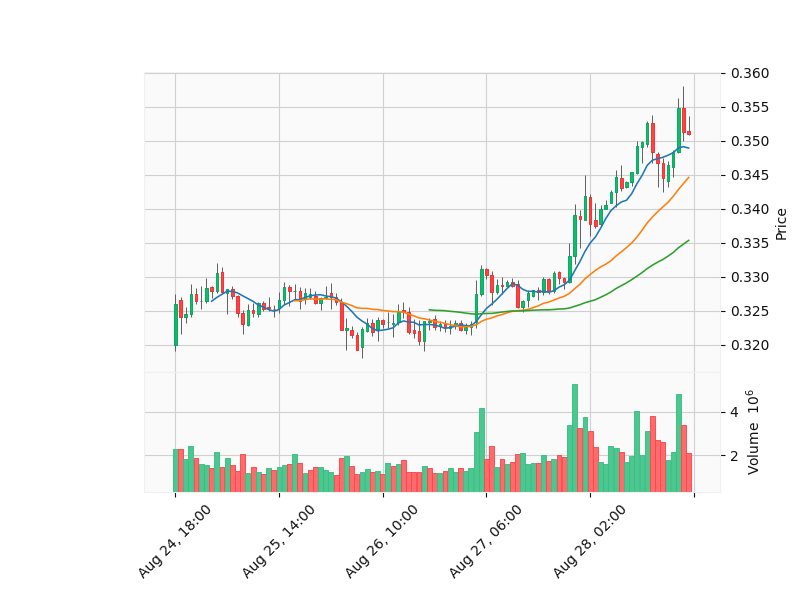 0.360
0.355
0.350
0.345
0.340
0.335
0.330
0.325
0.320
Price
4
2
Volume 10⁶
Aug 24, 18:00
Aug 25, 14:00
Aug 26, 10:00
Aug 27, 06:00
Aug 28, 02:00